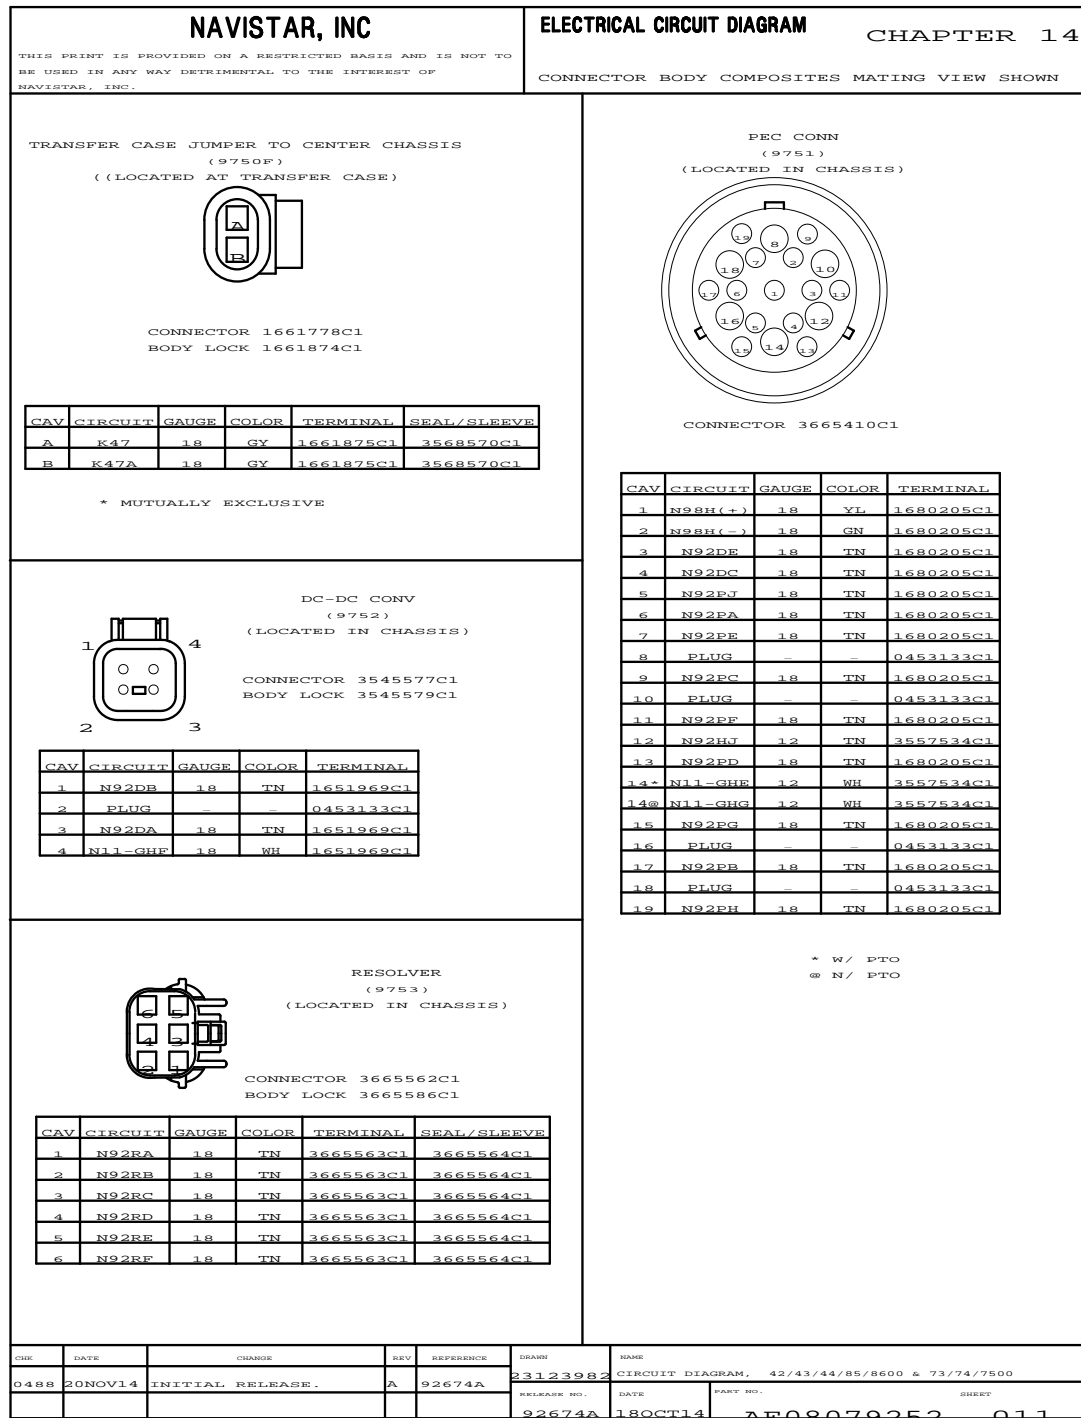 NAVISTAR, INC
THIS PRINT IS PROVIDED ON A RESTRICTED BASIS AND IS NOT TO
BE USED IN ANY WAY DETRIMENTAL TO THE INTEREST OF
NAVISTAR, INC.
ELECTRICAL CIRCUIT DIAGRAM
CHAPTER 14
CONNECTOR BODY COMPOSITES MATING VIEW SHOWN
TRANSFER CASE JUMPER TO CENTER CHASSIS
(9750F)
((LOCATED AT TRANSFER CASE)
A
B
CONNECTOR 1661778C1
BODY LOCK 1661874C1
CAV CIRCUIT GAUGE COLOR TERMINAL SEAL/SLEEVE
A K47 18 GY 1661875C1 3568570C1
B K47A 18 GY 1661875C1 3568570C1
* MUTUALLY EXCLUSIVE
DC-DC CONV
(9752)
(LOCATED IN CHASSIS)
1 4
CONNECTOR 3545577C1
BODY LOCK 3545579C1
2 3
CAV CIRCUIT GAUGE COLOR TERMINAL
1 N92DB 18 TN 1651969C1
2 PLUG - - 0453133C1
3 N92DA 18 TN 1651969C1
4 N11-GHF 18 WH 1651969C1
RESOLVER
(9753)
(LOCATED IN CHASSIS)
6 5
4 3
2 1
CONNECTOR 3665562C1
BODY LOCK 3665586C1
CAV CIRCUIT GAUGE COLOR TERMINAL SEAL/SLEEVE
1 N92RA 18 TN 3665563C1 3665564C1
2 N92RB 18 TN 3665563C1 3665564C1
3 N92RC 18 TN 3665563C1 3665564C1
4 N92RD 18 TN 3665563C1 3665564C1
5 N92RE 18 TN 3665563C1 3665564C1
6 N92RF 18 TN 3665563C1 3665564C1
PEC CONN
(9751)
(LOCATED IN CHASSIS)
19 8 9
18 7 2 10
17 6 1 3 11
16 5 4 12
15 14 13
CONNECTOR 3665410C1
CAV CIRCUIT GAUGE COLOR TERMINAL
1 N98H(+) 18 YL 1680205C1
2 N98H(-) 18 GN 1680205C1
3 N92DE 18 TN 1680205C1
4 N92DC 18 TN 1680205C1
5 N92PJ 18 TN 1680205C1
6 N92PA 18 TN 1680205C1
7 N92PE 18 TN 1680205C1
8 PLUG - - 0453133C1
9 N92PC 18 TN 1680205C1
10 PLUG - - 0453133C1
11 N92PF 18 TN 1680205C1
12 N92HJ 12 TN 3557534C1
13 N92PD 18 TN 1680205C1
14* N11-GHE 12 WH 3557534C1
14@ N11-GHG 12 WH 3557534C1
15 N92PG 18 TN 1680205C1
16 PLUG - - 0453133C1
17 N92PB 18 TN 1680205C1
18 PLUG - - 0453133C1
19 N92PH 18 TN 1680205C1
* W/ PTO
@ N/ PTO
CHK DATE CHANGE REV REFERENCE
0488 20NOV14 INITIAL RELEASE. A 92674A
DRAWN
23123982
NAME
CIRCUIT DIAGRAM, 42/43/44/85/8600 & 73/74/7500
RELEASE NO. DATE PART NO. SHEET
92674A 18OCT14 AE08079252 011